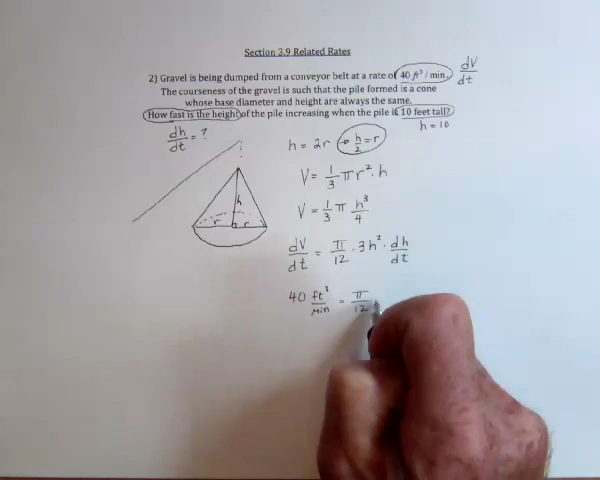 Section 3.9 Related Rates
2) Gravel is being dumped from a conveyor belt at a rate of 40 ft³/min. dV/dt
The courseness of the gravel is such that the pile formed is a cone
whose base diameter and height are always the same.
How fast is the height of the pile increasing when the pile is 10 feet tall?
dh/dt = ?
h = 10
h = 2r → h/2 = r
V = 1/3 π r² · h
V = 1/3 π h³/4
h
r r
dV/dt = π/12 · 3h² · dh/dt
40 ft³/min = π/12